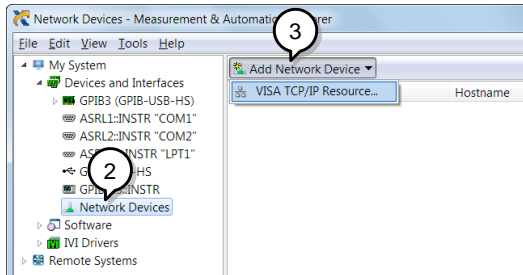 Network Devices - Measurement & Automation Explorer
3
File Edit View Tools Help
My System
Devices and Interfaces
GPIB3 (GPIB-USB-HS)
ASRL1::INSTR "COM1"
ASRL2::INSTR "COM2"
INSTR "LPT1"
2
-HS
INSTR
Network Devices
Software
IVI Drivers
Remote Systems
Add Network Device
VISA TCP/IP Resource...
Hostname